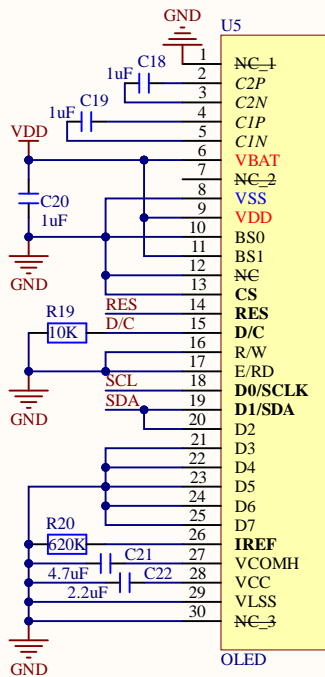 GND
U5
1 NC_1
C18
1uF
2 C2P
3 C2N
C19
1uF
4 C1P
5 C1N
VDD
6 VBAT
7 NC_2
8 VSS
C20
1uF
9 VDD
10 BS0
11 BS1
GND
12 NC
13 CS
RES 14 RES
R19
10K
D/C 15 D/C
16 R/W
17 E/RD
GND
SCL 18 D0/SCLK
SDA 19 D1/SDA
20 D2
21 D3
22 D4
23 D5
24 D6
25 D7
R20
620K
26 IREF
C21
4.7uF
27 VCOMH
C22
2.2uF
28 VCC
29 VLSS
30 NC_3
GND
OLED